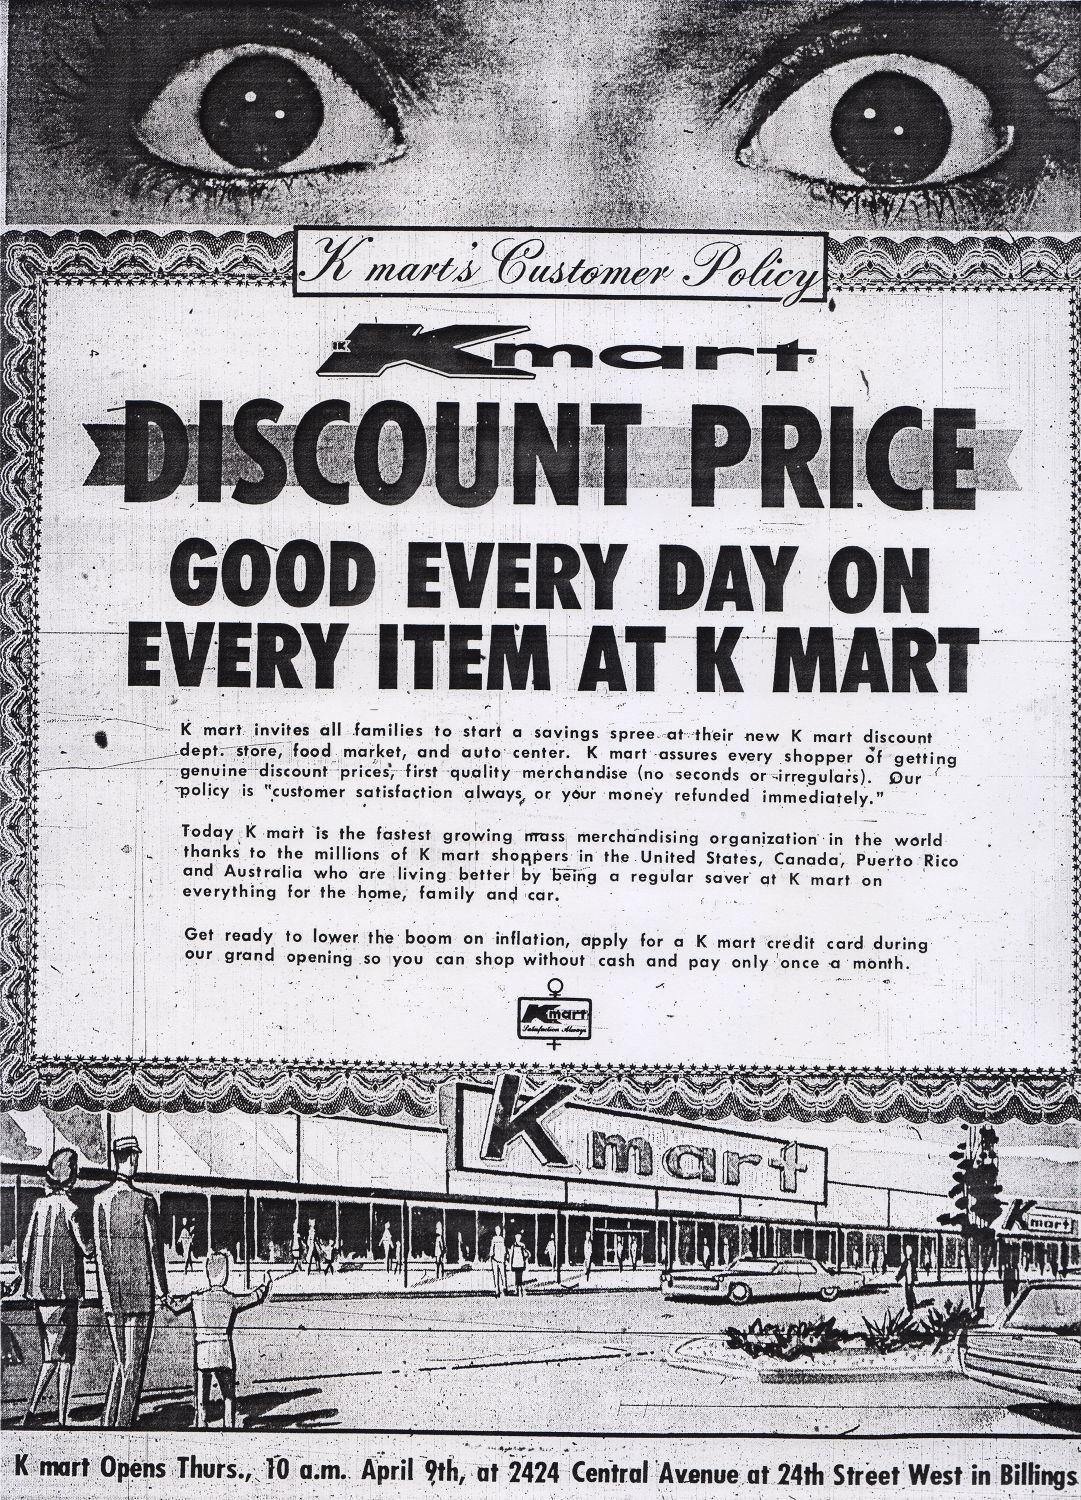 K mart's Customer Policy
K mart
DISCOUNT PRICE
GOOD EVERY DAY ON
EVERY ITEM AT K MART
K mart invites all families to start a savings spree at their new K mart discount
dept. store, food market, and auto center. K mart assures every shopper of getting
genuine discount prices, first quality merchandise (no seconds or irregulars). Our
policy is "customer satisfaction always, or your money refunded immediately."
Today K mart is the fastest growing mass merchandising organization in the world
thanks to the millions of K mart shoppers in the United States, Canada, Puerto Rico
and Australia who are living better by being a regular saver at K mart on
everything for the home, family and car.
Get ready to lower the boom on inflation, apply for a K mart credit card during
our grand opening so you can shop without cash and pay only once a month.
K mart
Satisfaction Always
K mart
K mart
K mart Opens Thurs., 10 a.m. April 9th, at 2424 Central Avenue at 24th Street West in Billings